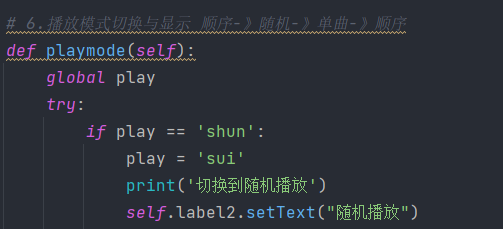 # 6.播放模式切换与显示 顺序-》随机-》单曲-》顺序
def playmode(self):
    global play
    try:
        if play == 'shun':
            play = 'sui'
            print('切换到随机播放')
            self.label2.setText("随机播放")